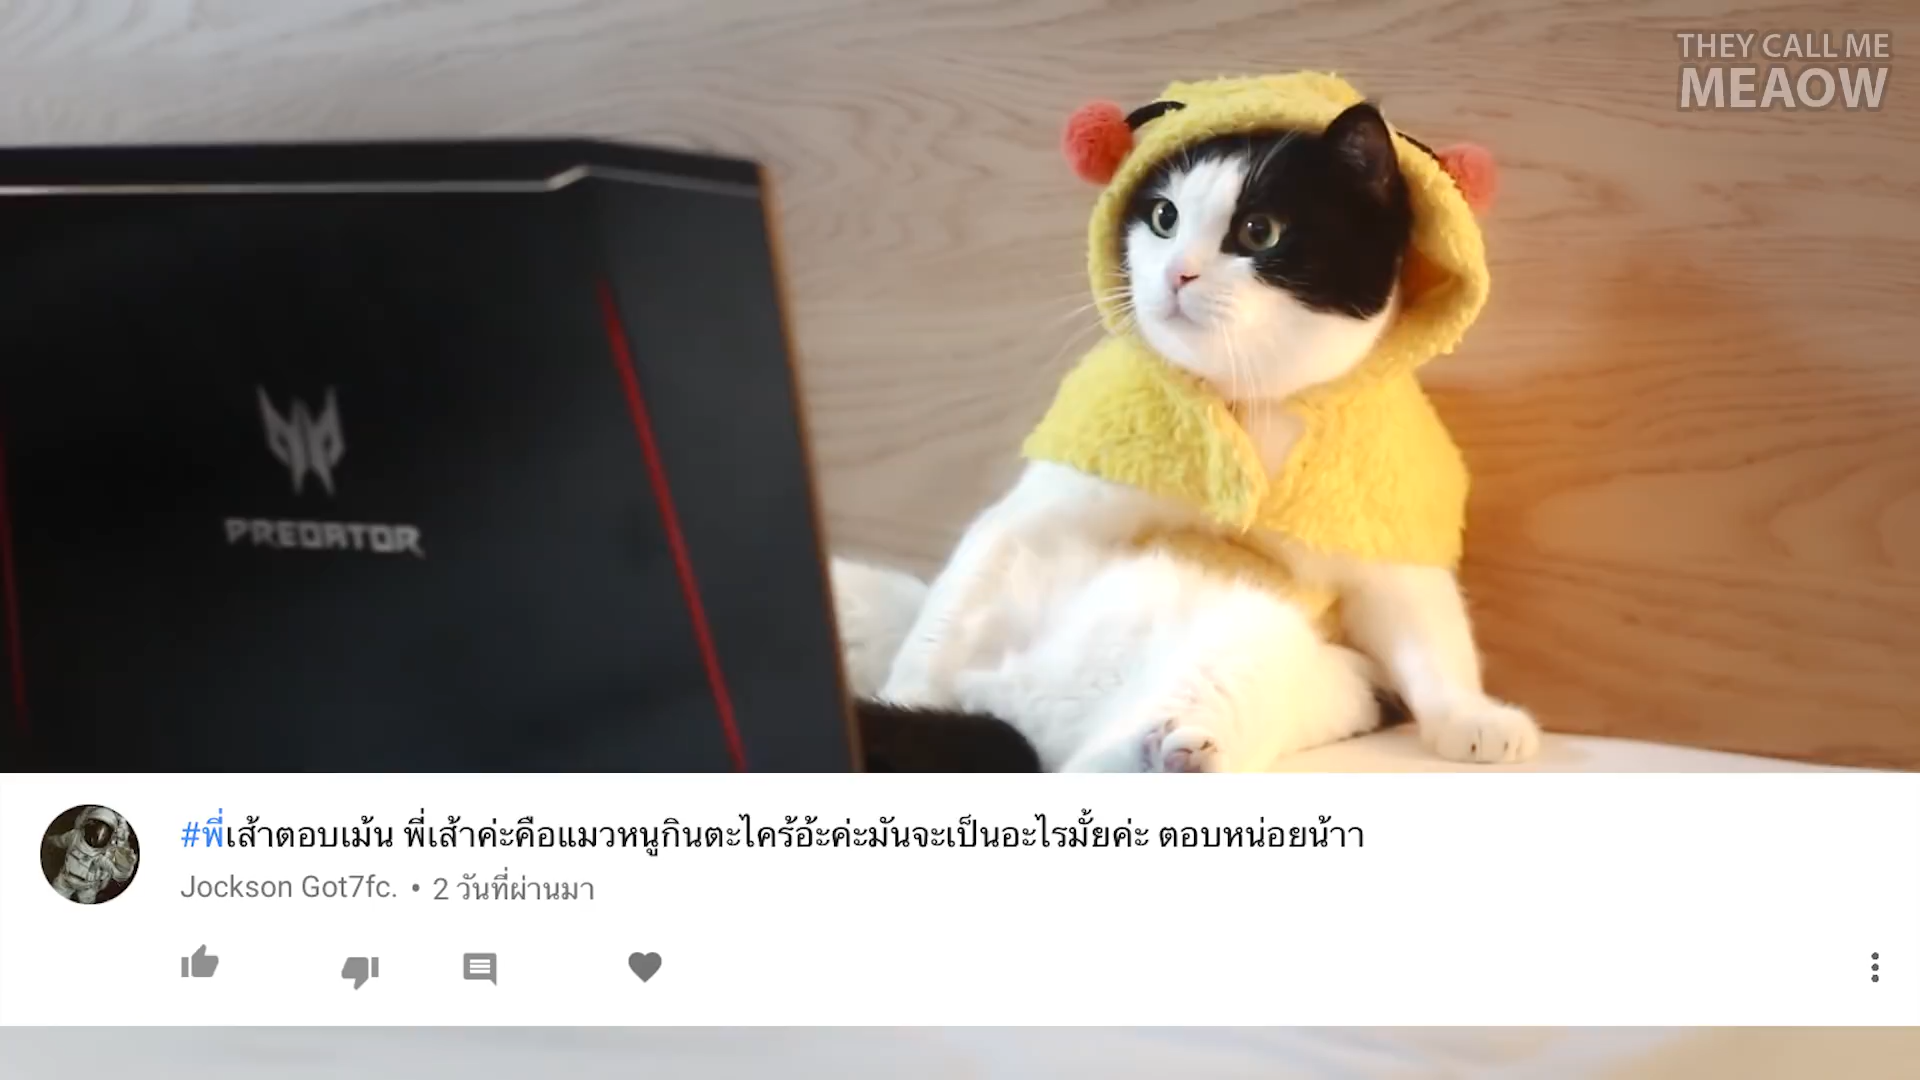 THEY CALL ME
MEAOW
PREDATOR
#พี่เส้าตอบเม้น พี่เส้าค่ะคือแมวหนูกินตะไคร้อ้ะค่ะมันจะเป็นอะไรมั้ยค่ะ ตอบหน่อยน้าา
Jockson Got7fc. • 2 วันที่ผ่านมา